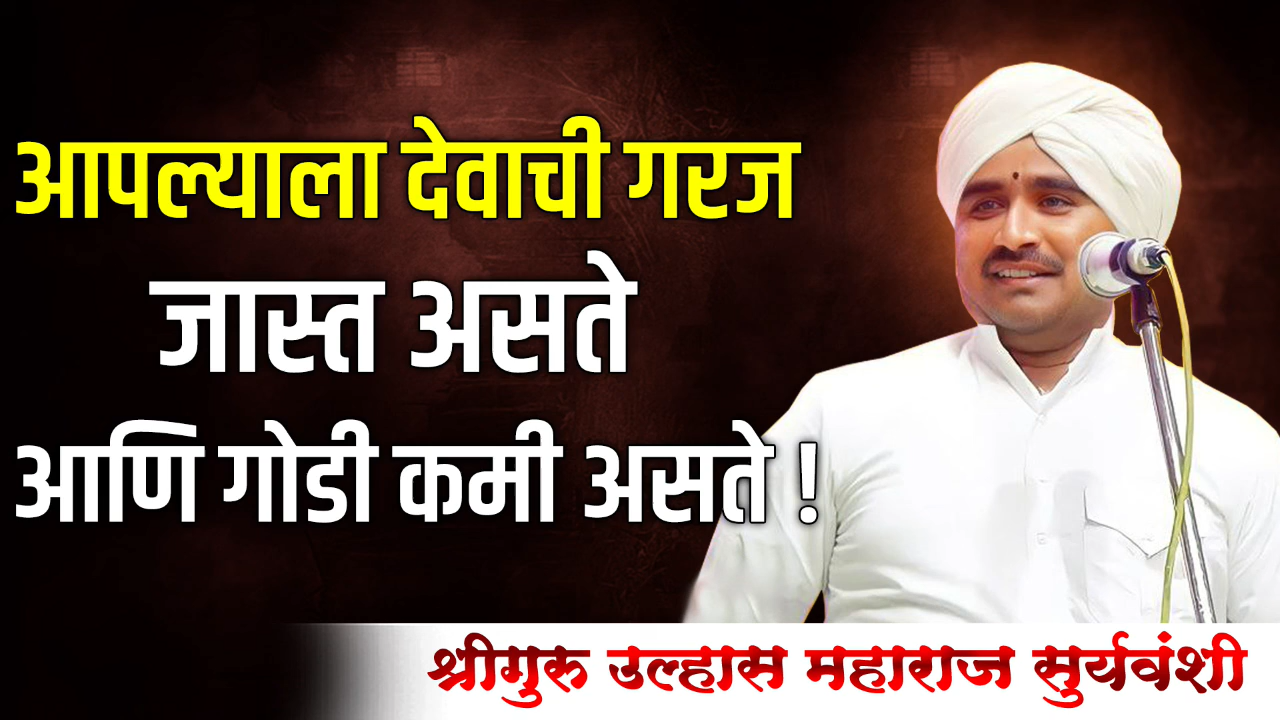 आपल्याला देवाची गरज
जास्त असते
आणि गोडी कमी असते !
श्रीगुरु उल्हास महाराज सुर्यवंशी